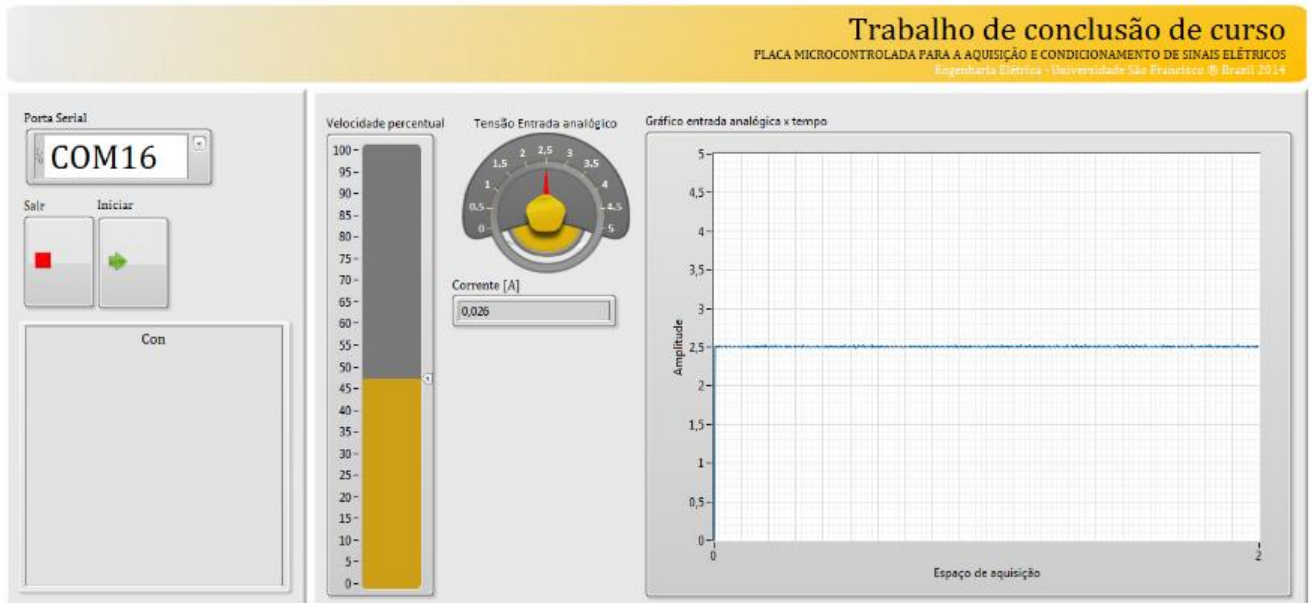 Trabalho de conclusão de curso
PLACA MICROCONTROLADA PARA A AQUISIÇÃO E CONDICIONAMENTO DE SINAIS ELÉTRICOS
Engenharia Elétrica - Universidade São Francisco ® Brazil 2014
Porta Serial
COM16
Sair Iniciar
Con
Velocidade percentual
100
95
90
85
80
75
70
65
60
55
50
45
40
35
30
25
20
15
10
5
0
Tensão Entrada analógico
0 0.5 1 1.5 2 2,5 3 3.5 4 4.5 5
Corrente [A]
0,026
Gráfico entrada analógica x tempo
Amplitude
5
4,5
4
3,5
3
2,5
2
1,5
1
0,5
0
0 2
Espaço de aquisição